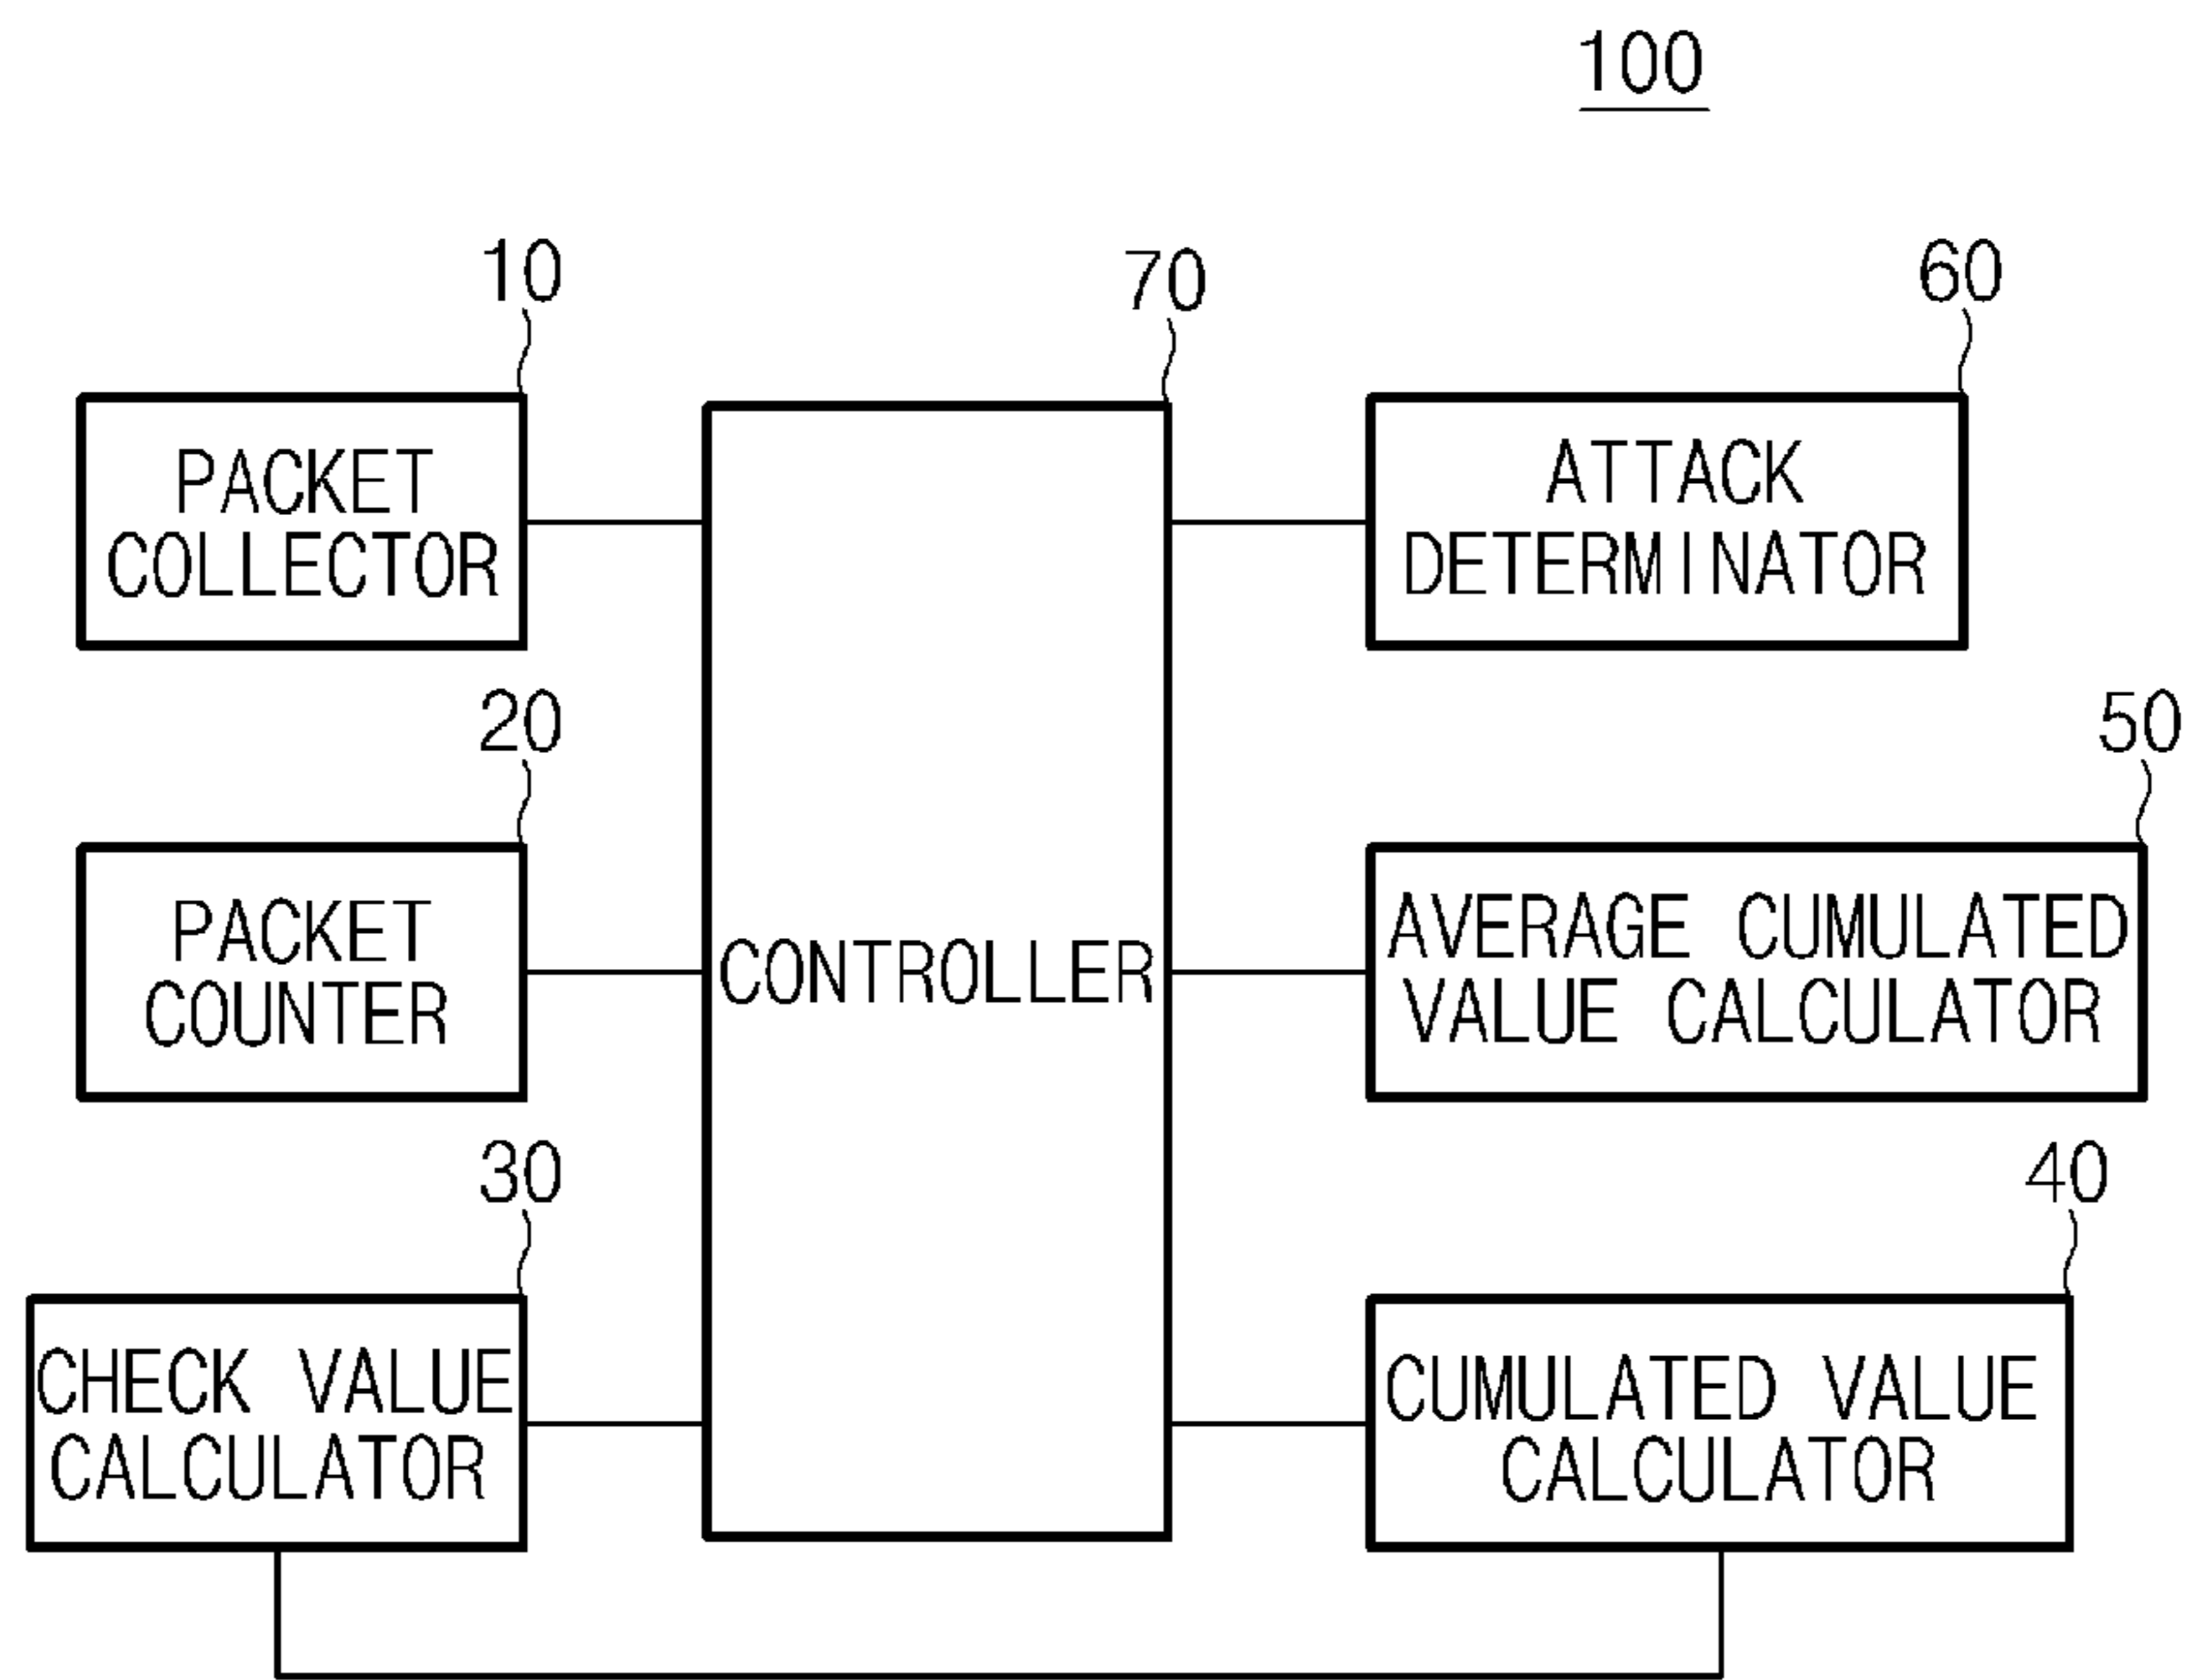 100
10
70
60
PACKET
COLLECTOR
ATTACK
DETERMINATOR
20
50
PACKET
COUNTER
CONTROLLER
AVERAGE CUMULATED
VALUE CALCULATOR
30
40
CHECK VALUE
CALCULATOR
CUMULATED VALUE
CALCULATOR